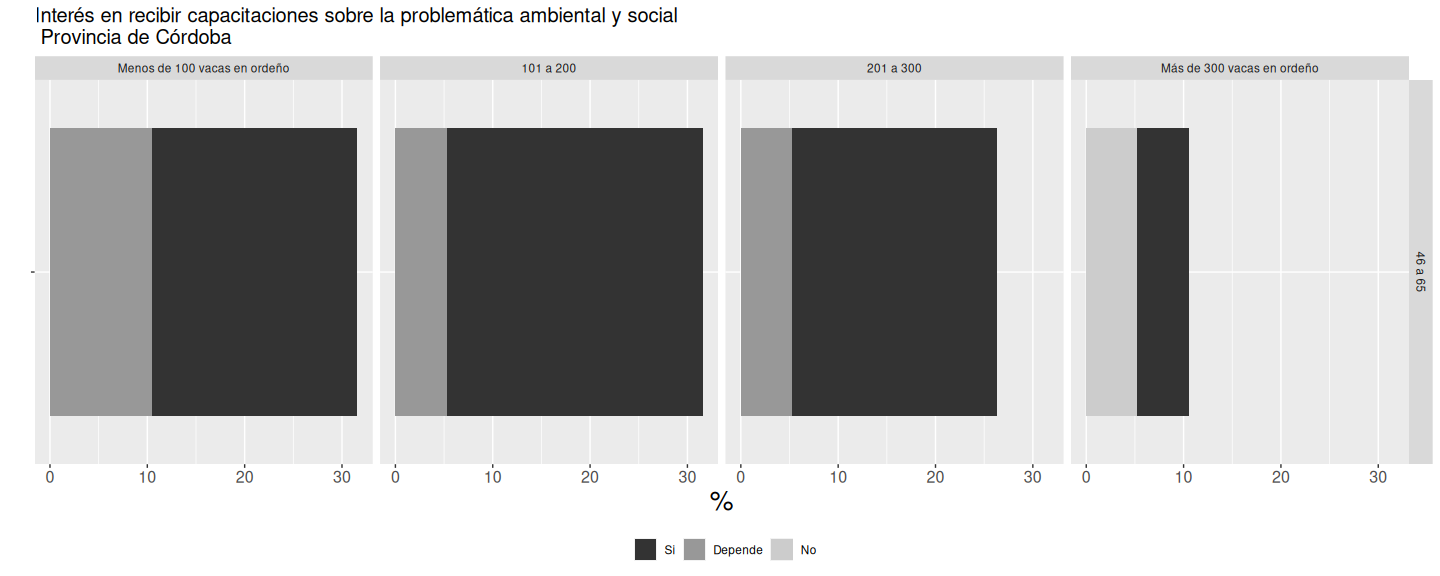 Interés en recibir capacitaciones sobre la problemática ambiental y social
Provincia de Córdoba
Menos de 100 vacas en ordeño
101 a 200
201 a 300
Más de 300 vacas en ordeño
46 a 65
0 10 20 30
0 10 20 30
0 10 20 30
0 10 20 30
%
Si Depende No